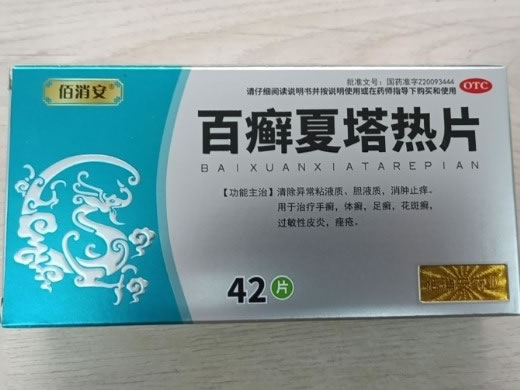 佰消安®
批准文号：国药准字Z20093444
请仔细阅读说明书并按说明使用或在药师指导下购买和使用
OTC
百癣夏塔热片
BAIXUANXIATAREPIAN
【功能主治】清除异常粘液质、胆液质，消肿止痒。
用于治疗手癣，体癣，足癣，花斑癣，
过敏性皮炎，痤疮。
42片